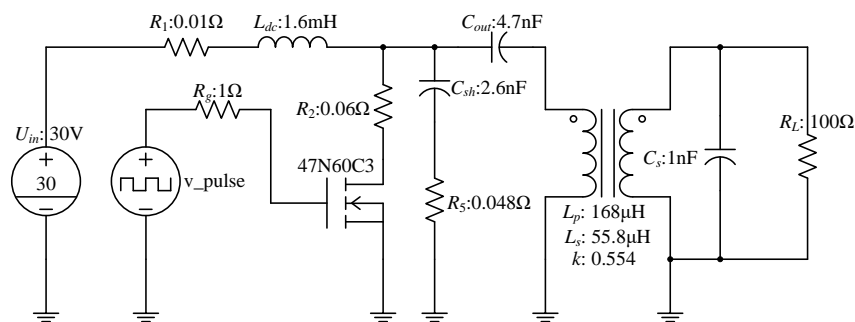 R1:0.01Ω
Ldc:1.6mH
Cout:4.7nF
Rg:1Ω
R2:0.06Ω
Csh:2.6nF
Uin: 30V
RL:100Ω
47N60C3
Cs:1nF
30
v_pulse
R5:0.048Ω
Lp: 168μH
Ls: 55.8μH
k: 0.554